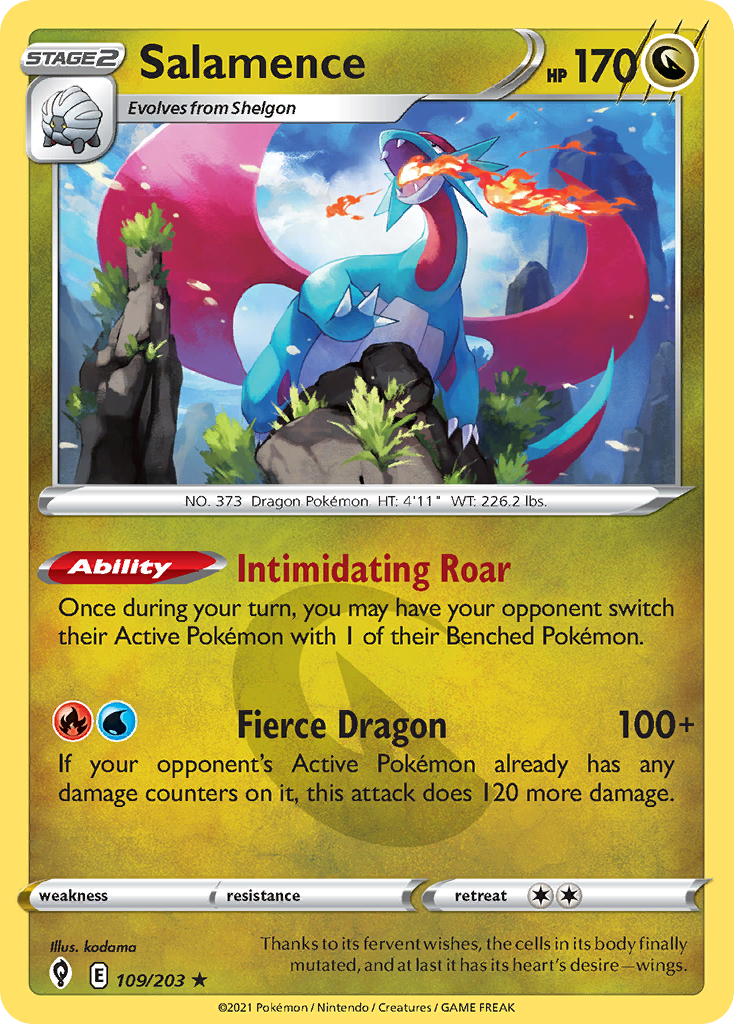 STAGE2
Salamence
HP 170
Evolves from Shelgon
NO. 373 Dragon Pokémon HT: 4'11" WT: 226.2 lbs.
Ability Intimidating Roar
Once during your turn, you may have your opponent switch
their Active Pokémon with 1 of their Benched Pokémon.
Fierce Dragon 100+
If your opponent's Active Pokémon already has any
damage counters on it, this attack does 120 more damage.
weakness resistance retreat
Illus. kodama
Thanks to its fervent wishes, the cells in its body finally
mutated, and at last it has its heart's desire—wings.
E 109/203 ★
©2021 Pokémon / Nintendo / Creatures / GAME FREAK